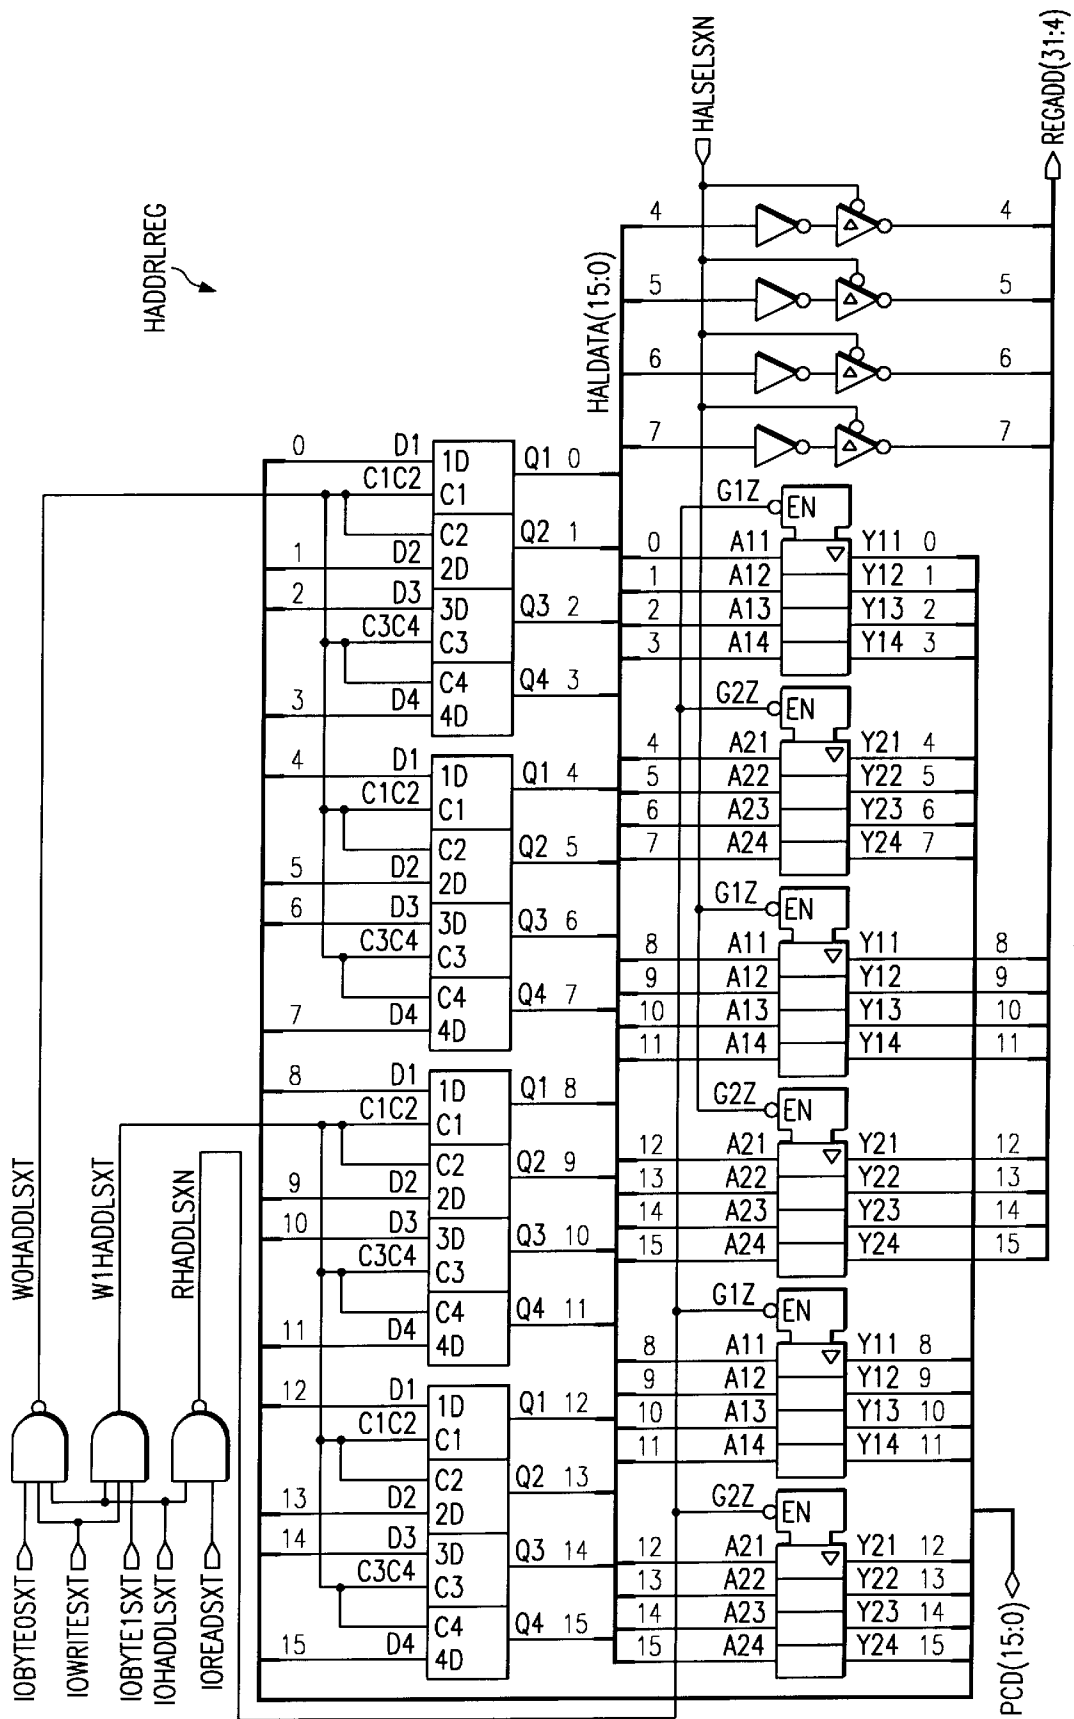 HADDRLREG
W0HADDLSXT
W1HADDLSXT
RHADDLSXN
IOBYTE0SXT
IOWRITESXT
IOBYTE1SXT
IOHADDLSXT
IOREADSXT
HALSELSXN
REGADD(31:4)
HALDATA(15:0)
PCD(15:0)
0 D1 1D Q1 0
C1C2 C1
C2 Q2 1
1 D2 2D
2 D3 3D Q3 2
C3C4 C3
C4 Q4 3
3 D4 4D
4 D1 1D Q1 4
C1C2 C1
C2 Q2 5
5 D2 2D
6 D3 3D Q3 6
C3C4 C3
C4 Q4 7
7 D4 4D
8 D1 1D Q1 8
C1C2 C1
C2 Q2 9
9 D2 2D
10 D3 3D Q3 10
C3C4 C3
C4 Q4 11
11 D4 4D
12 D1 1D Q1 12
C1C2 C1
C2 Q2 13
13 D2 2D
14 D3 3D Q3 14
C3C4 C3
C4 Q4 15
15 D4 4D
4 4
5 5
6 6
7 7
G1Z EN
0 A11 Y11 0
1 A12 Y12 1
2 A13 Y13 2
3 A14 Y14 3
G2Z EN
4 A21 Y21 4
5 A22 Y22 5
6 A23 Y23 6
7 A24 Y24 7
G1Z EN
8 A11 Y11 8
9 A12 Y12 9
10 A13 Y13 10
11 A14 Y14 11
G2Z EN
12 A21 Y21 12
13 A22 Y22 13
14 A23 Y23 14
15 A24 Y24 15
G1Z EN
8 A11 Y11 8
9 A12 Y12 9
10 A13 Y13 10
11 A14 Y14 11
G2Z EN
12 A21 Y21 12
13 A22 Y22 13
14 A23 Y23 14
15 A24 Y24 15